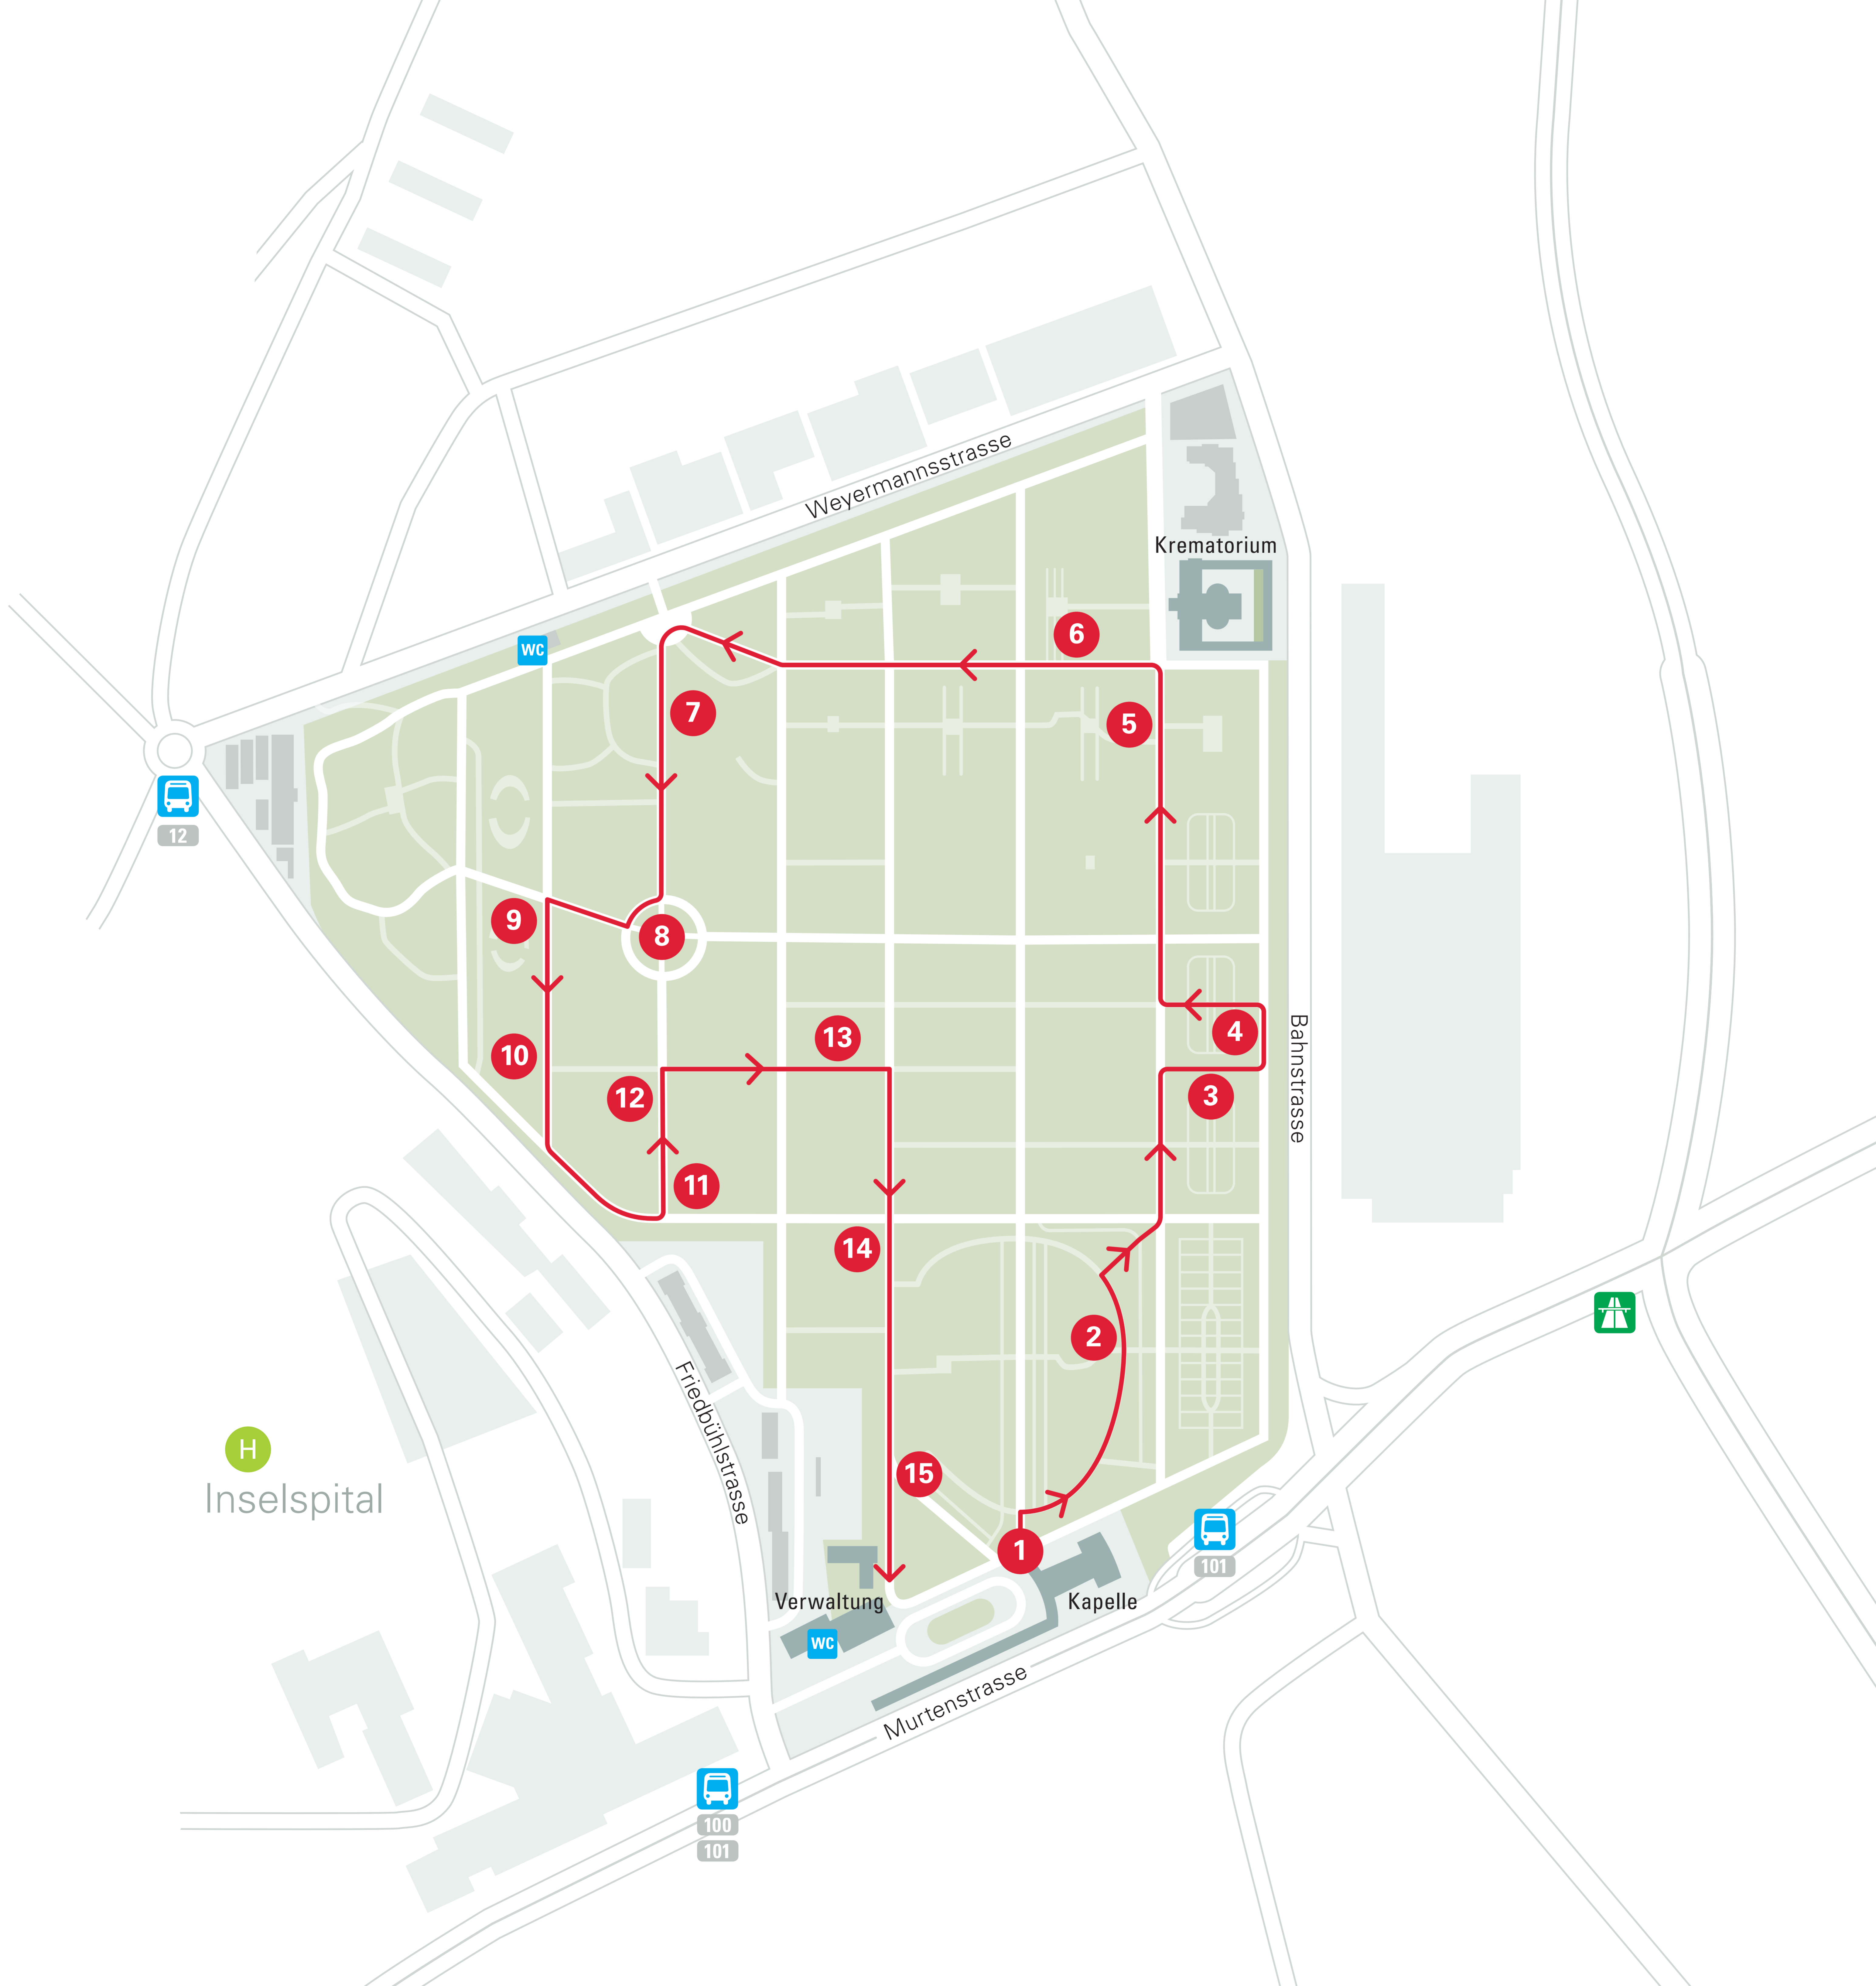 Weyermannsstrasse
Krematorium
WC
6
7
5
12
9
8
4
13
10
Bahnstrasse
3
12
11
14
2
Friedbühlstrasse
H
Inselspital
15
1
101
Verwaltung
Kapelle
WC
Murtenstrasse
100
101